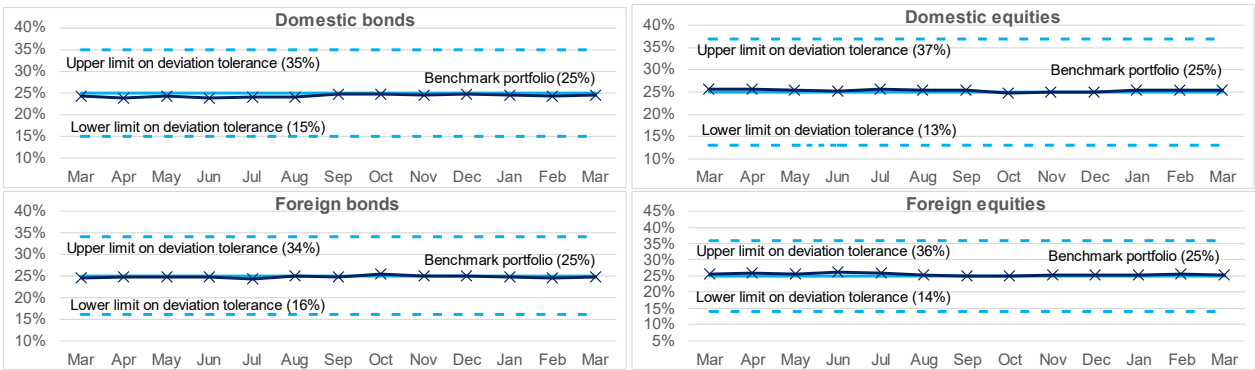 Domestic bonds
40%
35%
Upper limit on deviation tolerance (35%)
30%
Benchmark portfolio (25%)
25%
20%
Lower limit on deviation tolerance (15%)
15%
10%
Mar Apr May Jun Jul Aug Sep Oct Nov Dec Jan Feb Mar
Domestic equities
40%
35%
Upper limit on deviation tolerance (37%)
30%
Benchmark portfolio (25%)
25%
20%
Lower limit on deviation tolerance (13%)
15%
10%
Mar Apr May Jun Jul Aug Sep Oct Nov Dec Jan Feb Mar
Foreign bonds
40%
35%
Upper limit on deviation tolerance (34%)
30%
Benchmark portfolio (25%)
25%
20%
Lower limit on deviation tolerance (16%)
15%
10%
Mar Apr May Jun Jul Aug Sep Oct Nov Dec Jan Feb Mar
Foreign equities
45%
40%
35%
Upper limit on deviation tolerance (36%)
30%
Benchmark portfolio (25%)
25%
20%
Lower limit on deviation tolerance (14%)
15%
10%
5%
Mar Apr May Jun Jul Aug Sep Oct Nov Dec Jan Feb Mar